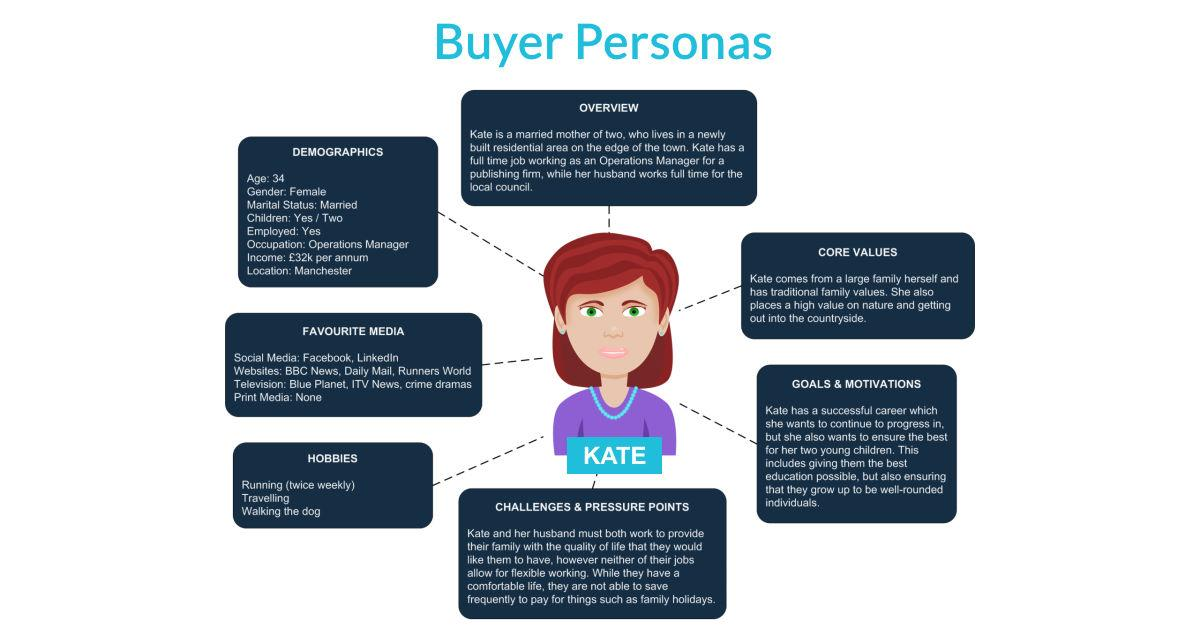 Buyer Personas
OVERVIEW
Kate is a married mother of two, who lives in a newly
built residential area on the edge of the town. Kate has a
full time job working as an Operations Manager for a
publishing firm, while her husband works full time for the
local council.
DEMOGRAPHICS
Age: 34
Gender: Female
Marital Status: Married
Children: Yes / Two
Employed: Yes
Occupation: Operations Manager
Income: £32k per annum
Location: Manchester
CORE VALUES
Kate comes from a large family herself and
has traditional family values. She also
places a high value on nature and getting
out into the countryside.
FAVOURITE MEDIA
Social Media: Facebook, LinkedIn
Websites: BBC News, Daily Mail, Runners World
Television: Blue Planet, ITV News, crime dramas
Print Media: None
GOALS & MOTIVATIONS
Kate has a successful career which
she wants to continue to progress in,
but she also wants to ensure the best
for her two young children. This
includes giving them the best
education possible, but also ensuring
that they grow up to be well-rounded
individuals.
HOBBIES
Running (twice weekly)
Travelling
Walking the dog
KATE
CHALLENGES & PRESSURE POINTS
Kate and her husband must both work to provide
their family with the quality of life that they would
like them to have, however neither of their jobs
allow for flexible working. While they have a
comfortable life, they are not able to save
frequently to pay for things such as family holidays.